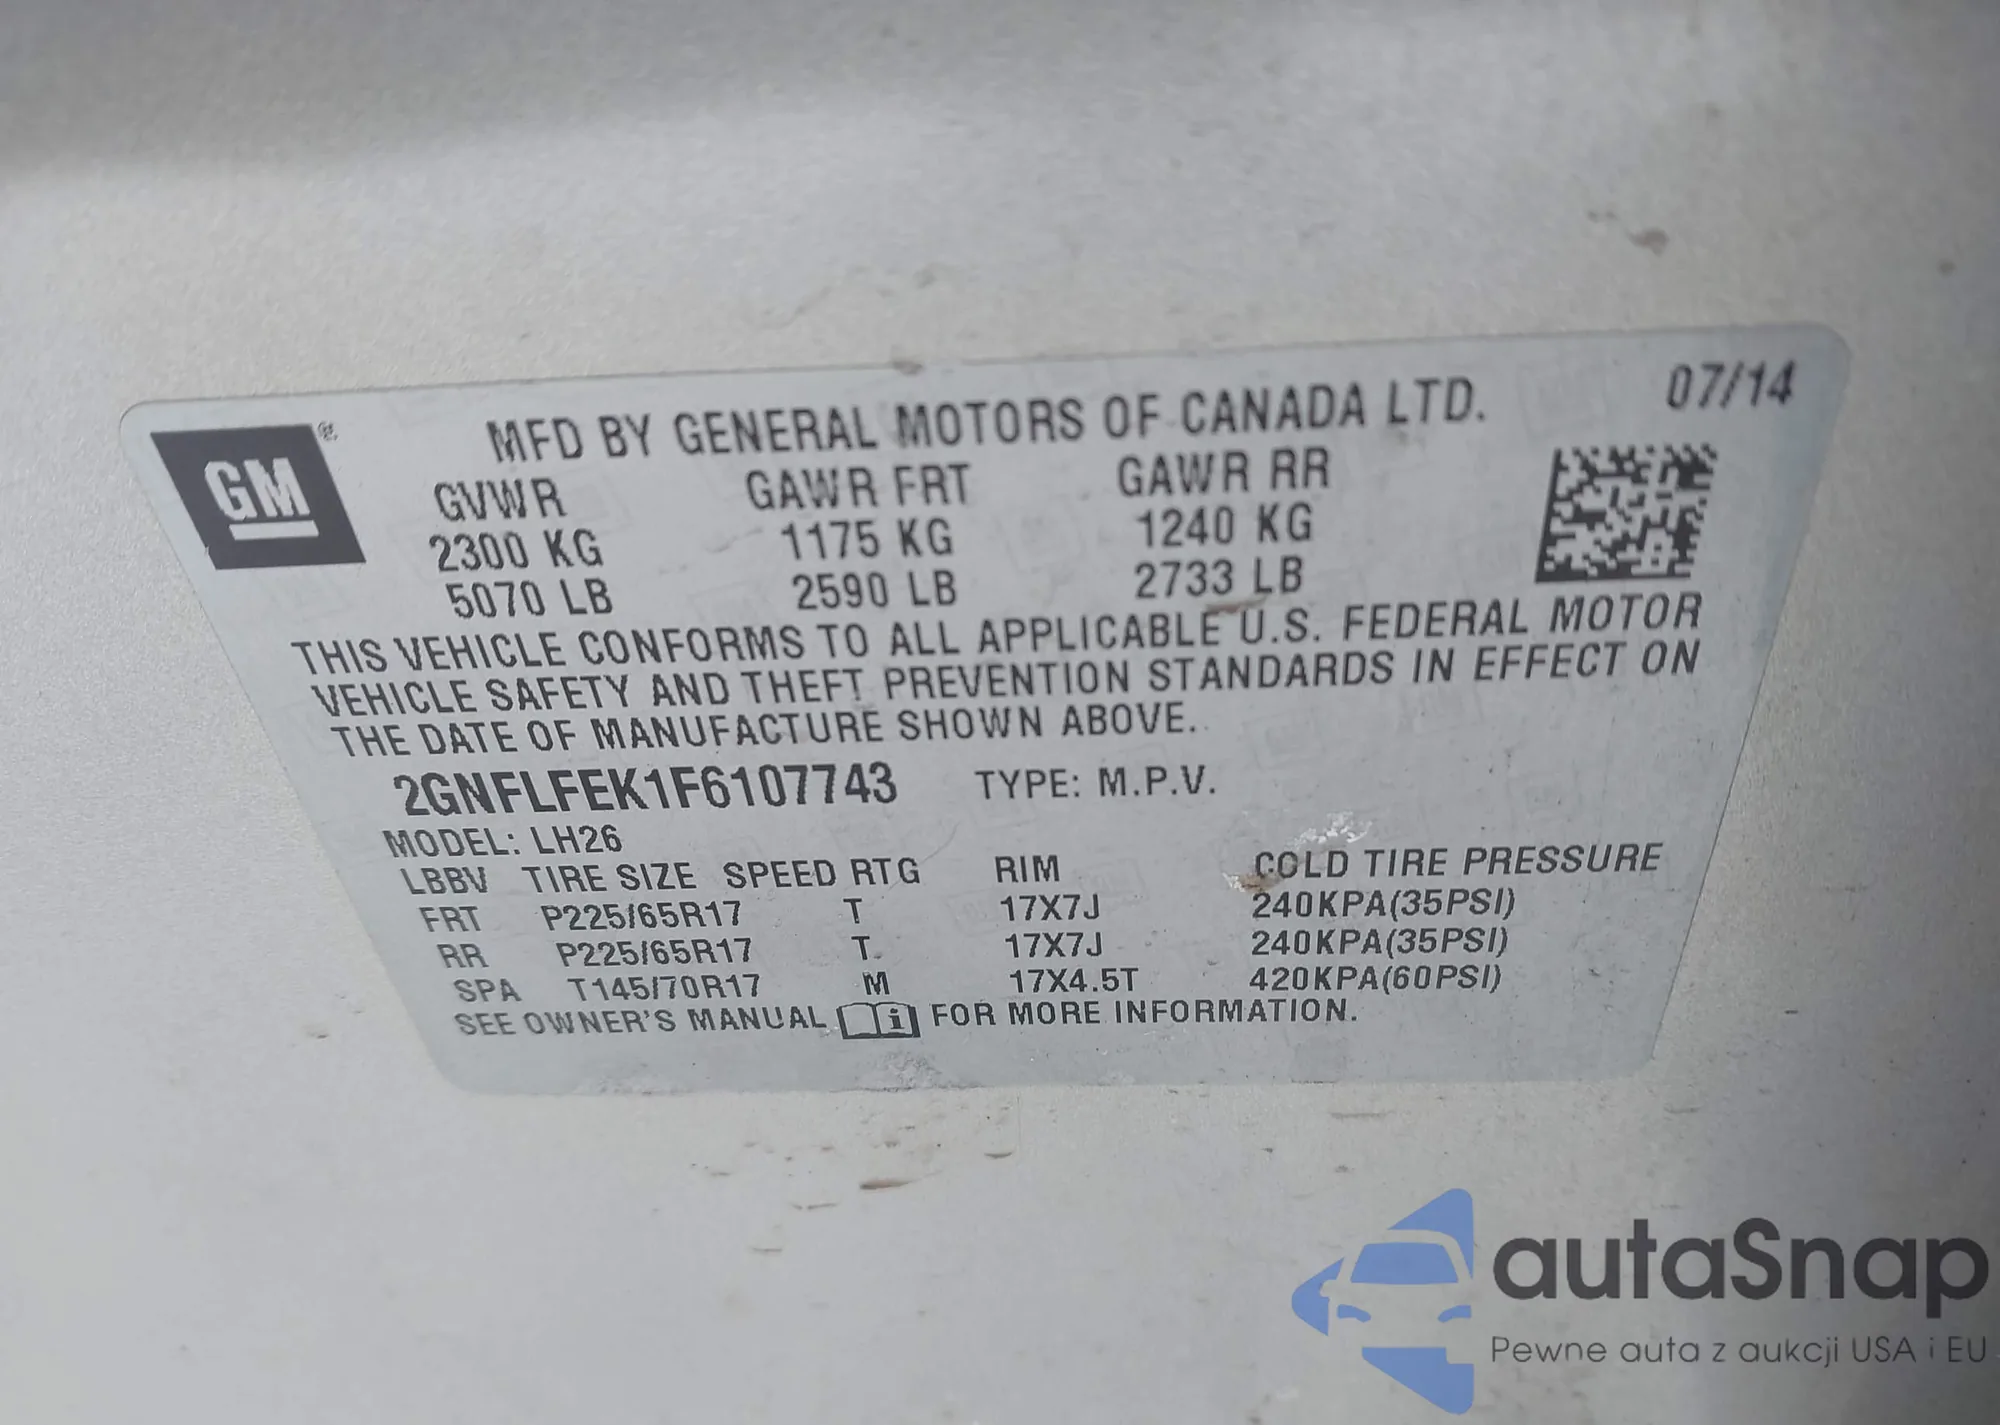 GM®
MFD BY GENERAL MOTORS OF CANADA LTD.
07/14
GVWR GAWR FRT GAWR RR
2300 KG 1175 KG 1240 KG
5070 LB 2590 LB 2733 LB
THIS VEHICLE CONFORMS TO ALL APPLICABLE U.S. FEDERAL MOTOR
VEHICLE SAFETY AND THEFT PREVENTION STANDARDS IN EFFECT ON
THE DATE OF MANUFACTURE SHOWN ABOVE.
2GNFLFEK1F6107743 TYPE: M.P.V.
MODEL: LH26
LBBV TIRE SIZE SPEED RTG RIM COLD TIRE PRESSURE
FRT P225/65R17 T 17X7J 240KPA(35PSI)
RR P225/65R17 T 17X7J 240KPA(35PSI)
SPA T145/70R17 M 17X4.5T 420KPA(60PSI)
SEE OWNER'S MANUAL i FOR MORE INFORMATION.
autaSnap
Pewne auta z aukcji USA i EU